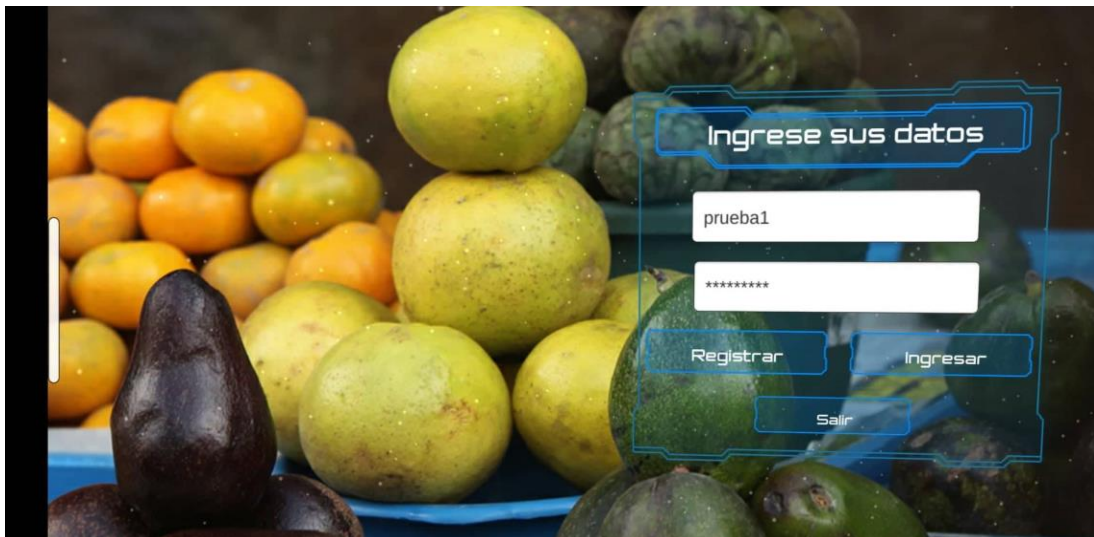 Ingrese sus datos
prueba1
*********
Registrar
Ingresar
Salir